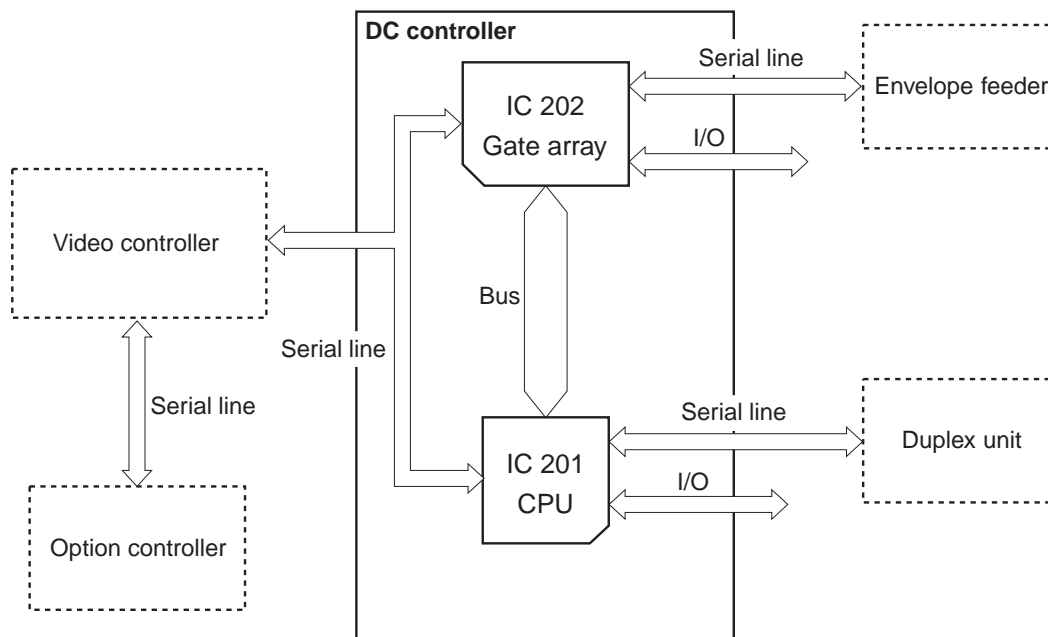 DC controller
Serial line
Envelope feeder
IC 202
Gate array
I/O
Video controller
Bus
Serial line
Serial line
Serial line
Duplex unit
IC 201
CPU
I/O
Option controller